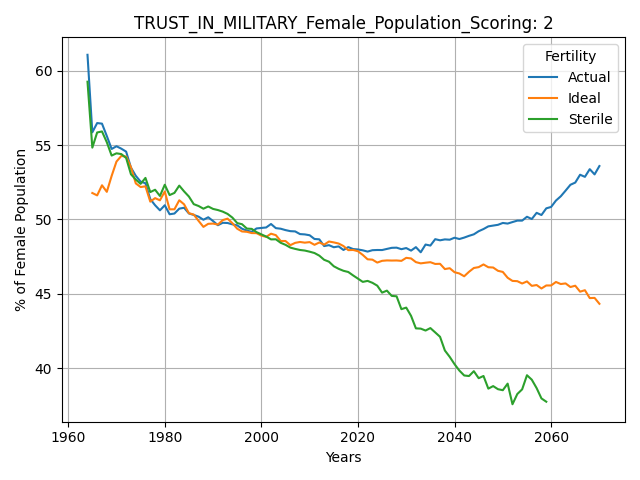 TRUST_IN_MILITARY_Female_Population_Scoring: 2
Fertility
Actual
Ideal
Sterile
% of Female Population
60
55
50
45
40
1960
1980
2000
2020
2040
2060
Years